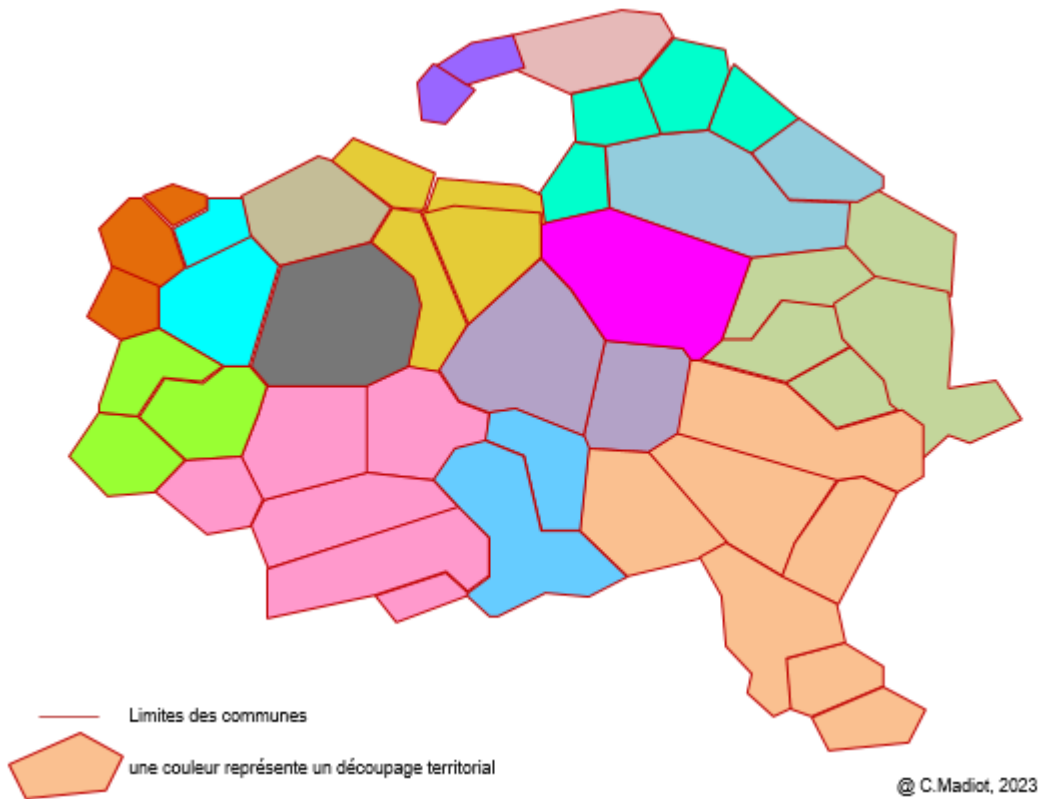 Limites des communes
une couleur représente un découpage territorial
@ C.Madiot, 2023